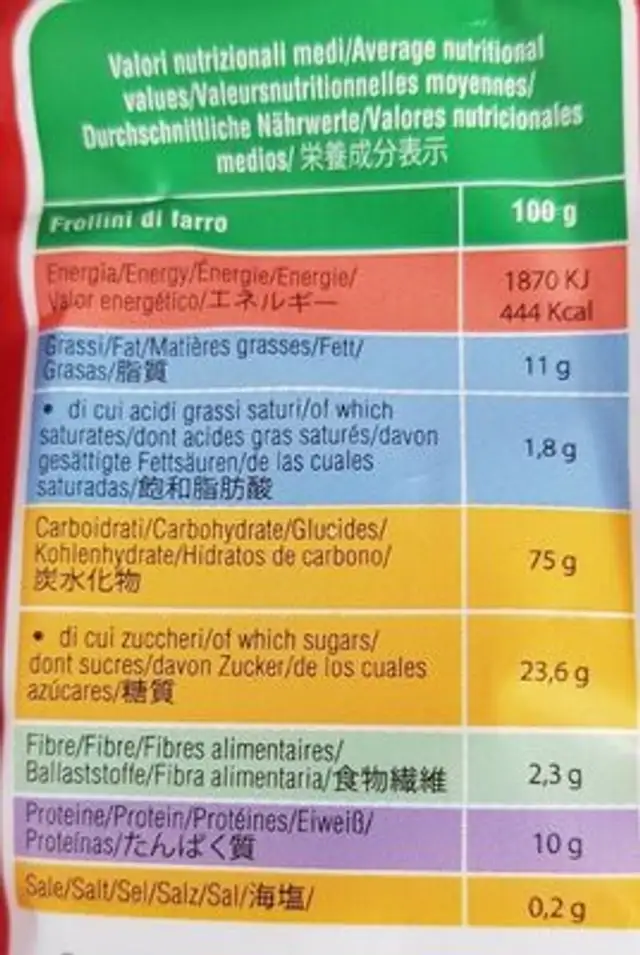 Valori nutrizionali medi/Average nutritional
values/Valeursnutritionnelles moyennes/
Durchschnittliche Nährwerte/Valores nutricionales
medios/ 栄養成分表示
Frollini di farro
100 g
Energia/Energy/Énergie/Energie/
Valor energético/エネルギー
1870 KJ
444 Kcal
Grassi/Fat/Matières grasses/Fett/
Grasas/脂質
11 g
• di cui acidi grassi saturi/of which
saturates/dont acides gras saturés/davon
gesättigte Fettsäuren/de las cuales
saturadas/飽和脂肪酸
1,8 g
Carboidrati/Carbohydrate/Glucides/
Kohlenhydrate/Hidratos de carbono/
炭水化物
75 g
• di cui zuccheri/of which sugars/
dont sucres/davon Zucker/de los cuales
azúcares/糖質
23,6 g
Fibre/Fibre/Fibres alimentaires/
Ballaststoffe/Fibra alimentaria/食物繊維
2,3 g
Proteine/Protein/Protéines/Eiweiß/
Proteínas/たんぱく質
10 g
Sale/Salt/Sel/Salz/Sal/海塩/
0,2 g